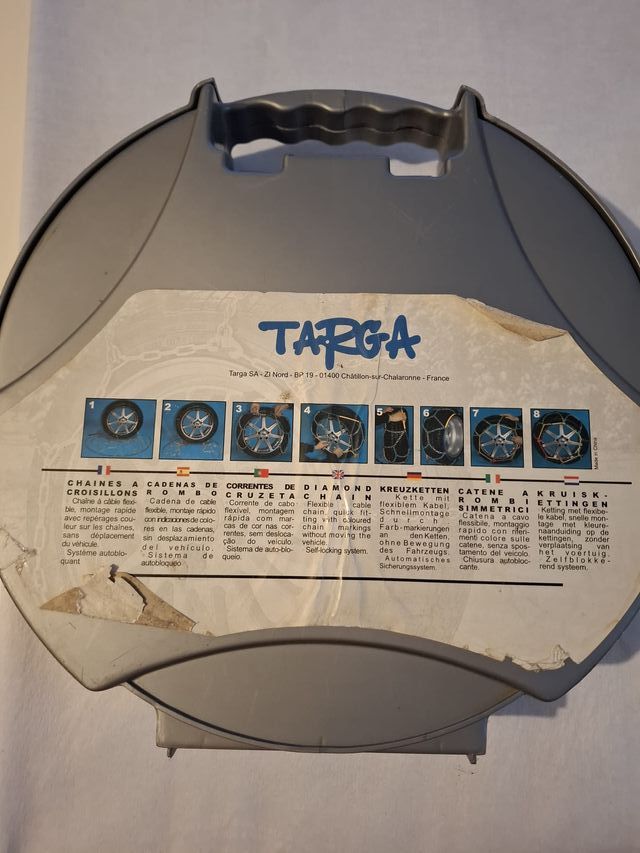 TARGA
Targa SA - ZI Nord - BP 19 - 01400 Châtillon-sur-Chalaronne - France
1
2
3
4
5
6
7
8
Made in China
CHAINES A
CROISILLONS
Chaîne à câble flexi-
ble, montage rapide
avec repérages cou-
leur sur les chaînes,
sans déplacement
du véhicule.
Système autoblo-
quant
CADENAS DE
ROMBO
Cadena de cable
flexible, montaje rápido
con indicaciones de colo-
res en las cadenas,
sin desplazamiento
del vehículo.
Sistema de
autobloqueo
CORRENTES DE
CRUZETA
Corrente de cabo
flexível, montagem
rápida com mar-
cas de cor nas cor-
rentes, sem desloca-
ção do veiculo.
Sistema de auto-blo-
queio.
DIAMOND
CHAIN
Flexible cable
chain, quick fit-
ting with coloured
chain markings
without moving the
vehicle.
Self-locking system.
KREUZKETTEN
Kette mit
flexiblem Kabel,
Schnellmontage
durch
Farb-markierungen
an den Ketten,
ohne Bewegung
des Fahrzeugs.
Automatisches
Sicherungssystem.
CATENE A
ROMBI
SIMMETRICI
Catena a cavo
flessibile, montaggio
rapido con riferi-
menti colore sulle
catene, senza spos-
tamento del veicolo.
Chiusura autobloc-
cante.
KRUISK-
ETTINGEN
Ketting met flexibe-
le kabel, snelle mon-
tage met kleure-
naanduiding op de
kettingen, zonder
verplaatsing van
het voertuig.
Zelfblokke-
rend systeem.